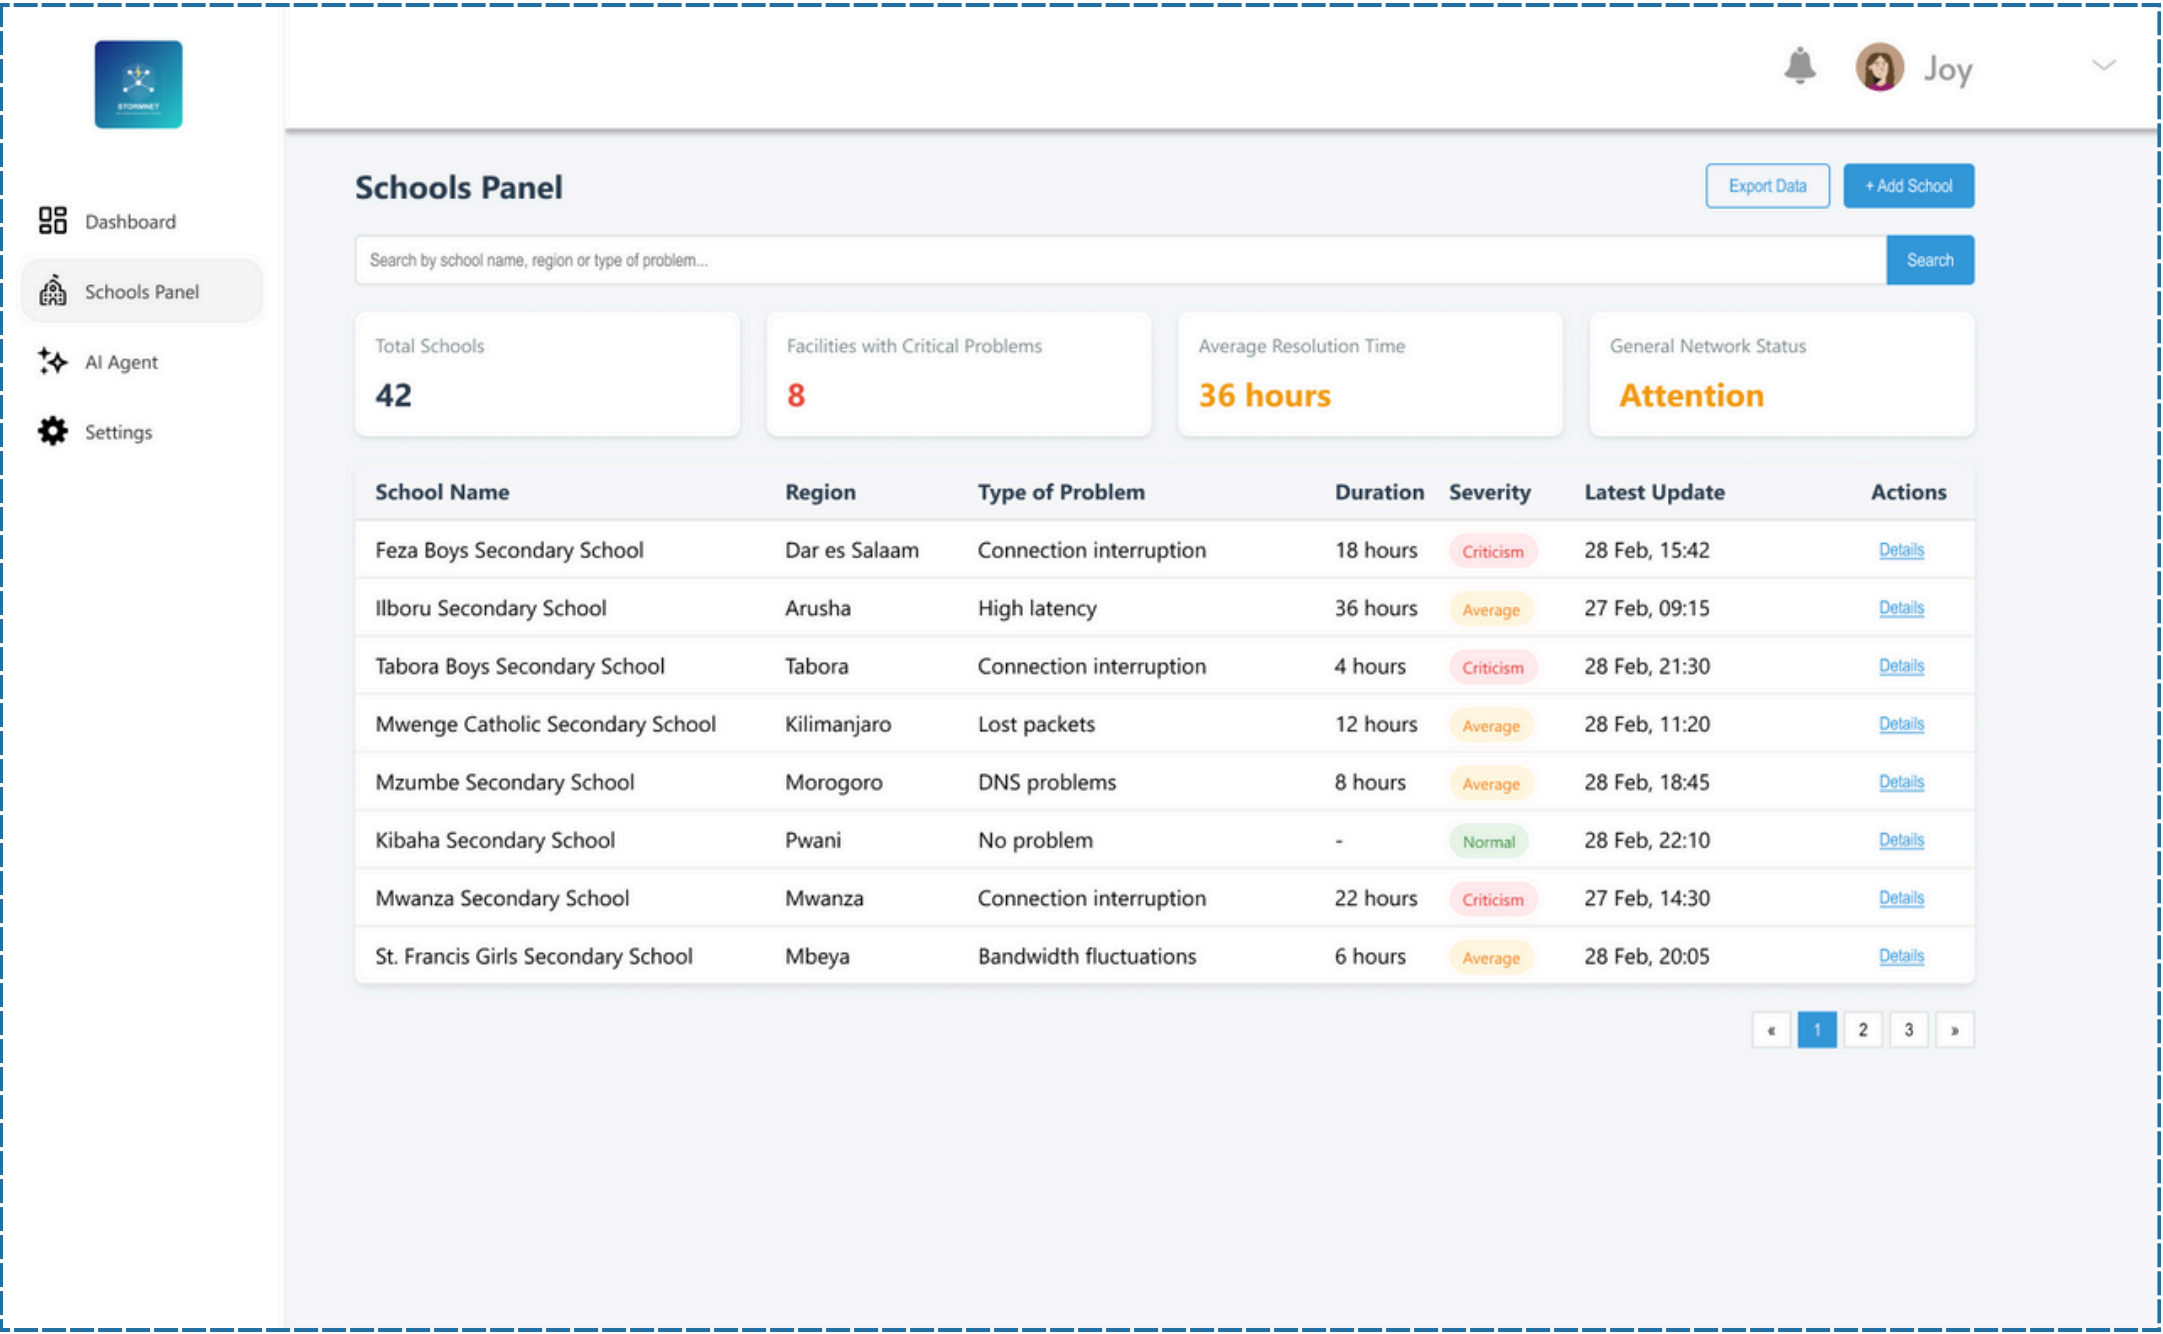 STORMNET
Joy
Dashboard
Schools Panel
AI Agent
Settings
Schools Panel
Export Data
+ Add School
Search by school name, region or type of problem...
Search
Total Schools
42
Facilities with Critical Problems
8
Average Resolution Time
36 hours
General Network Status
Attention
School Name Region Type of Problem Duration Severity Latest Update Actions
Feza Boys Secondary School Dar es Salaam Connection interruption 18 hours Criticism 28 Feb, 15:42 Details
Ilboru Secondary School Arusha High latency 36 hours Average 27 Feb, 09:15 Details
Tabora Boys Secondary School Tabora Connection interruption 4 hours Criticism 28 Feb, 21:30 Details
Mwenge Catholic Secondary School Kilimanjaro Lost packets 12 hours Average 28 Feb, 11:20 Details
Mzumbe Secondary School Morogoro DNS problems 8 hours Average 28 Feb, 18:45 Details
Kibaha Secondary School Pwani No problem - Normal 28 Feb, 22:10 Details
Mwanza Secondary School Mwanza Connection interruption 22 hours Criticism 27 Feb, 14:30 Details
St. Francis Girls Secondary School Mbeya Bandwidth fluctuations 6 hours Average 28 Feb, 20:05 Details
« 1 2 3 »